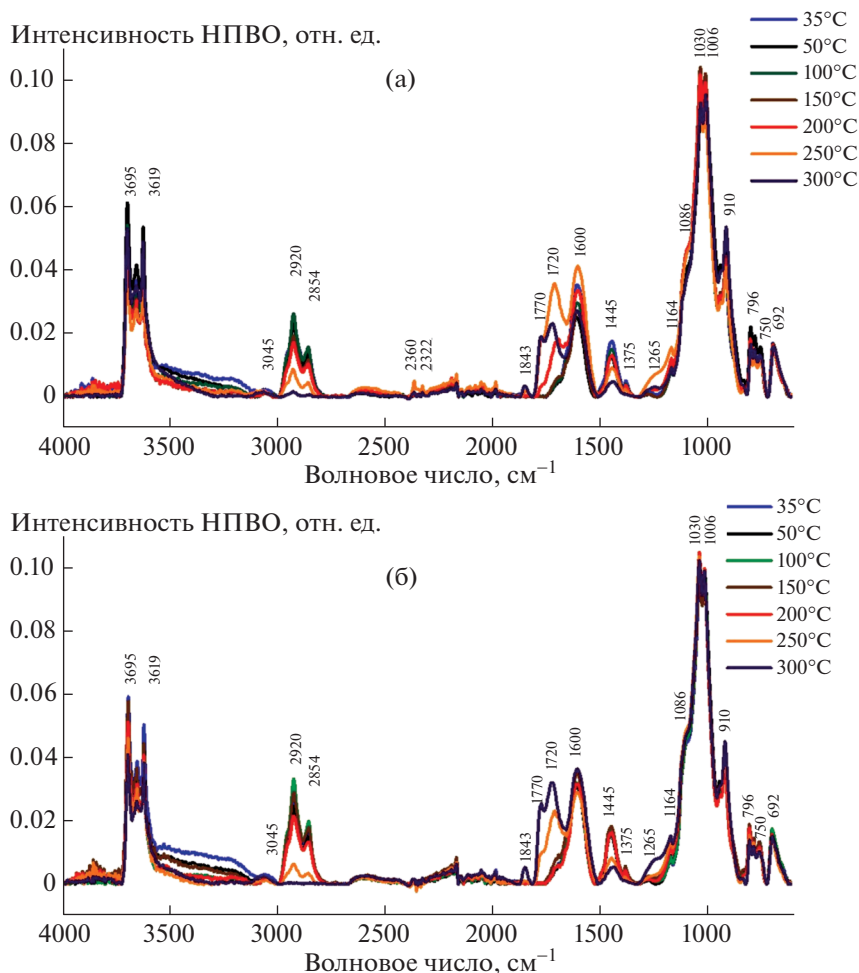 Интенсивность НПВО, отн. ед.
(а)
35°C
50°C
100°C
150°C
200°C
250°C
300°C
0.10
0.08
0.06
0.04
0.02
0
3695
3619
3045
2920
2854
2360
2322
1843
1770
1720
1600
1445
1375
1265
1164
1086
1030
1006
910
796
750
692
4000 3500 3000 2500 2000 1500 1000
Волновое число, см⁻¹
Интенсивность НПВО, отн. ед.
(б)
35°C
50°C
100°C
150°C
200°C
250°C
300°C
0.10
0.08
0.06
0.04
0.02
0
3695
3619
3045
2920
2854
1843
1770
1720
1600
1445
1375
1265
1164
1086
1030
1006
910
796
750
692
4000 3500 3000 2500 2000 1500 1000
Волновое число, см⁻¹